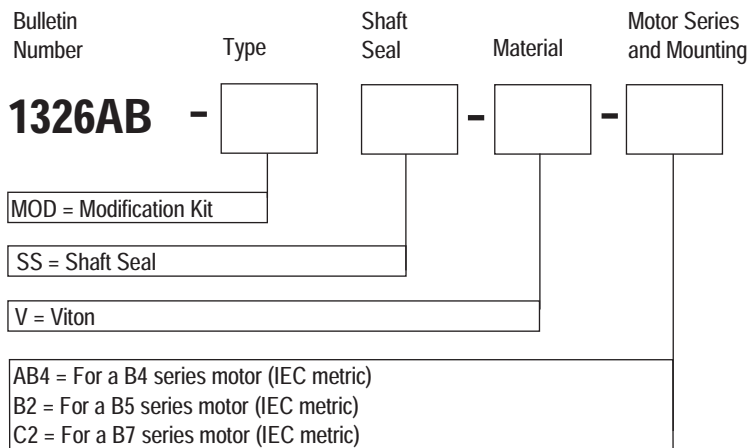 Bulletin
Number
Type
Shaft
Seal
Material
Motor Series
and Mounting
1326AB - - -
MOD = Modification Kit
SS = Shaft Seal
V = Viton
AB4 = For a B4 series motor (IEC metric)
B2 = For a B5 series motor (IEC metric)
C2 = For a B7 series motor (IEC metric)